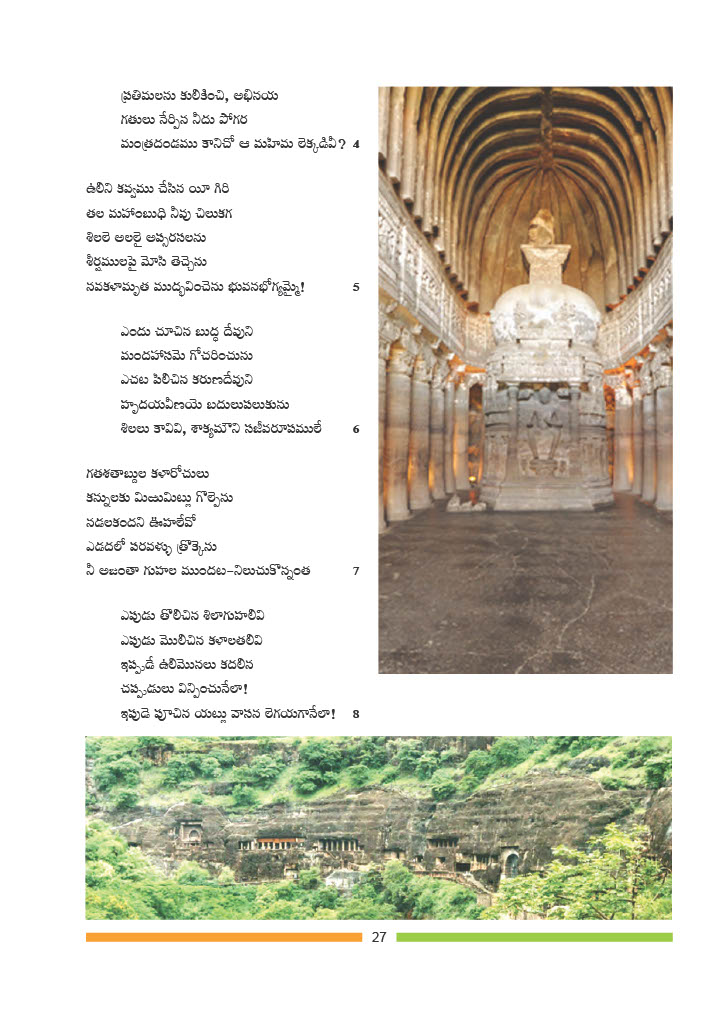 ప్రతిమలను కులికించి, అభినయ
గతులు నేర్పిన నీదు పోగర
మంత్రదండము కానిచో ఆ మహిమ లెక్కడివీ? 4
ఉలిని కవ్వము చేసిన యీ గిరి
తల మహాంబుధి నీవు చిలుకగ
శిలలె అలలై అప్సరసలను
శీర్షములపై మోసి తెచ్చెను
నవకళామృత ముద్భవించెను భువనభోగ్యమ్మై! 5
ఎందు చూచిన బుద్ధ దేవుని
మందహాసమె గోచరించును
ఎచట పిలిచిన కరుణదేవుని
హృదయవీణయె బదులుపలుకును
శిలలు కావివి, శాక్యమౌని సజీవరూపములే 6
గతశతాబ్దుల కళారోచులు
కన్నులకు మిఱుమిట్లు గొల్పెను
నడలకందని ఊహలేవో
ఎడదలో పరవళ్ళు త్రొక్కెను
నీ అజంతా గుహల ముందట-నిలుచుకొన్నంత 7
ఎపుడు తొలిచిన శిలాగుహలివి
ఎపుడు మొలిచిన కళాలతలివి
ఇప్పుడే ఉలిమొనలు కదలిన
చప్పుడులు విన్పించునేలా!
ఇపుడె పూచిన యట్లు వాసన లెగయగానేలా! 8
27